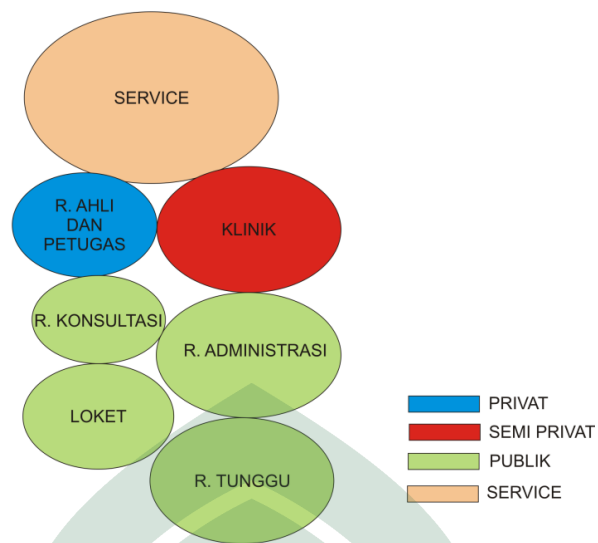 SERVICE
R. AHLI
DAN
PETUGAS
KLINIK
R. KONSULTASI
R. ADMINISTRASI
LOKET
R. TUNGGU
PRIVAT
SEMI PRIVAT
PUBLIK
SERVICE